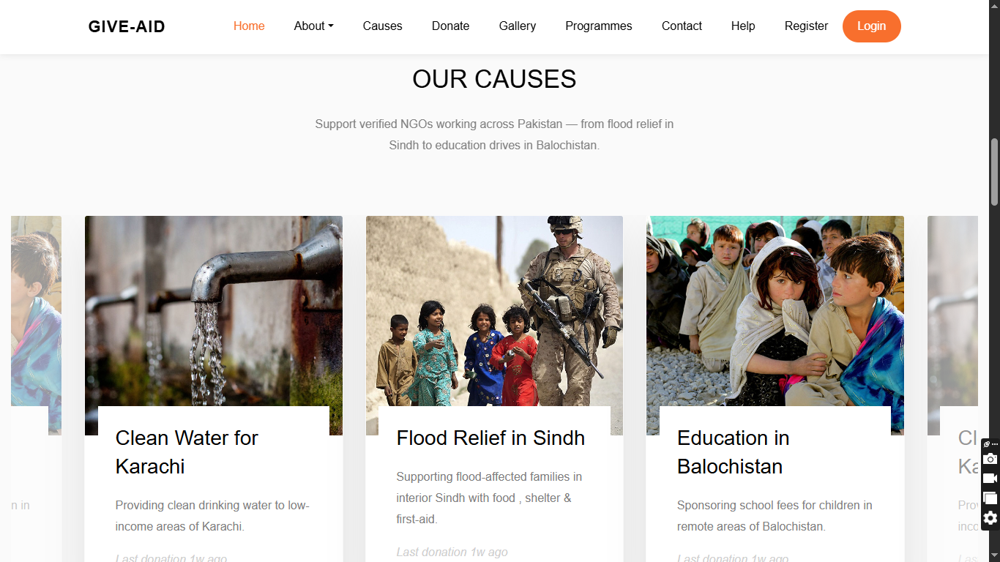 GIVE-AID
Home
About
Causes
Donate
Gallery
Programmes
Contact
Help
Register
Login
OUR CAUSES
Support verified NGOs working across Pakistan — from flood relief in
Sindh to education drives in Balochistan.
n in
Clean Water for
Karachi
Providing clean drinking water to low-
income areas of Karachi.
Last donation 1w ago
Flood Relief in Sindh
Supporting flood-affected families in
interior Sindh with food , shelter &
first-aid.
Last donation 1w ago
Education in
Balochistan
Sponsoring school fees for children in
remote areas of Balochistan.
Last donation 1w ago
Cl
Ka
Prov
inco
Las